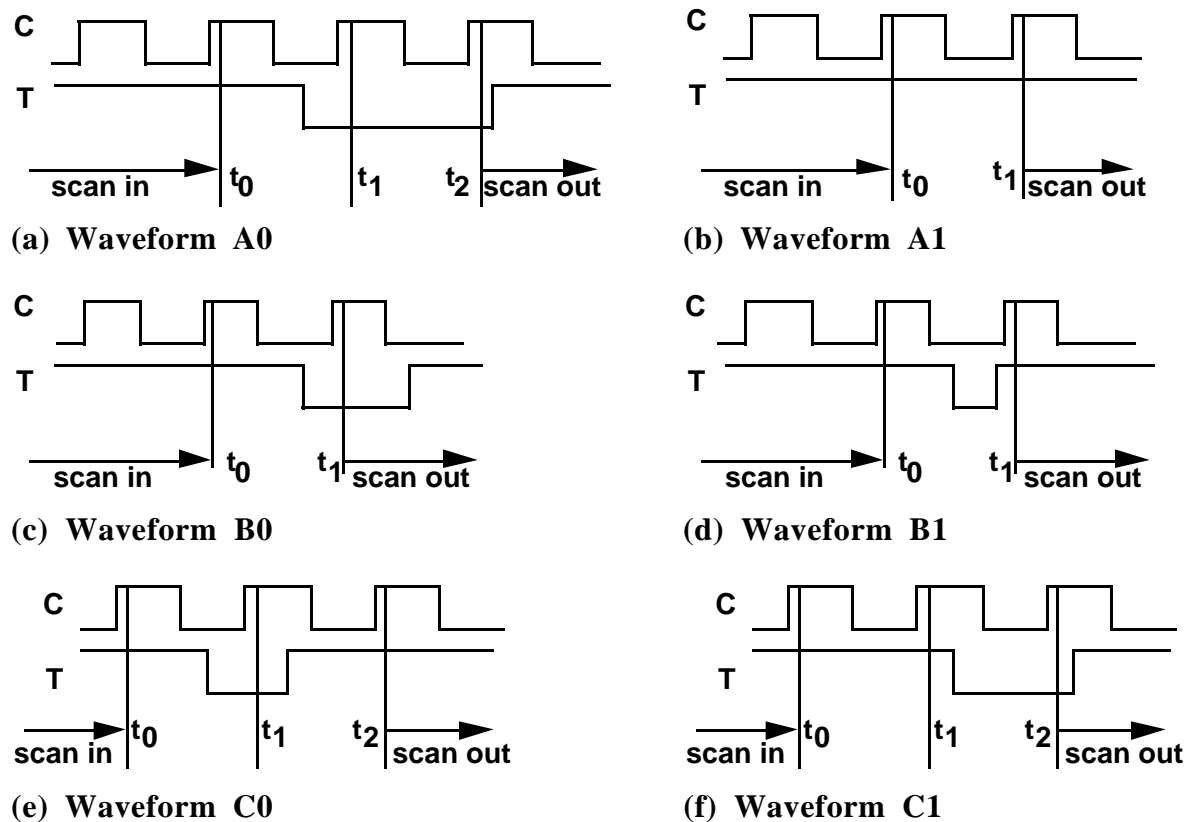 C
T
scan in
t0
t1
t2
scan out
(a) Waveform A0
C
T
scan in
t0
t1
scan out
(b) Waveform A1
C
T
scan in
t0
t1
scan out
(c) Waveform B0
C
T
scan in
t0
t1
scan out
(d) Waveform B1
C
T
scan in
t0
t1
t2
scan out
(e) Waveform C0
C
T
scan in
t0
t1
t2
scan out
(f) Waveform C1